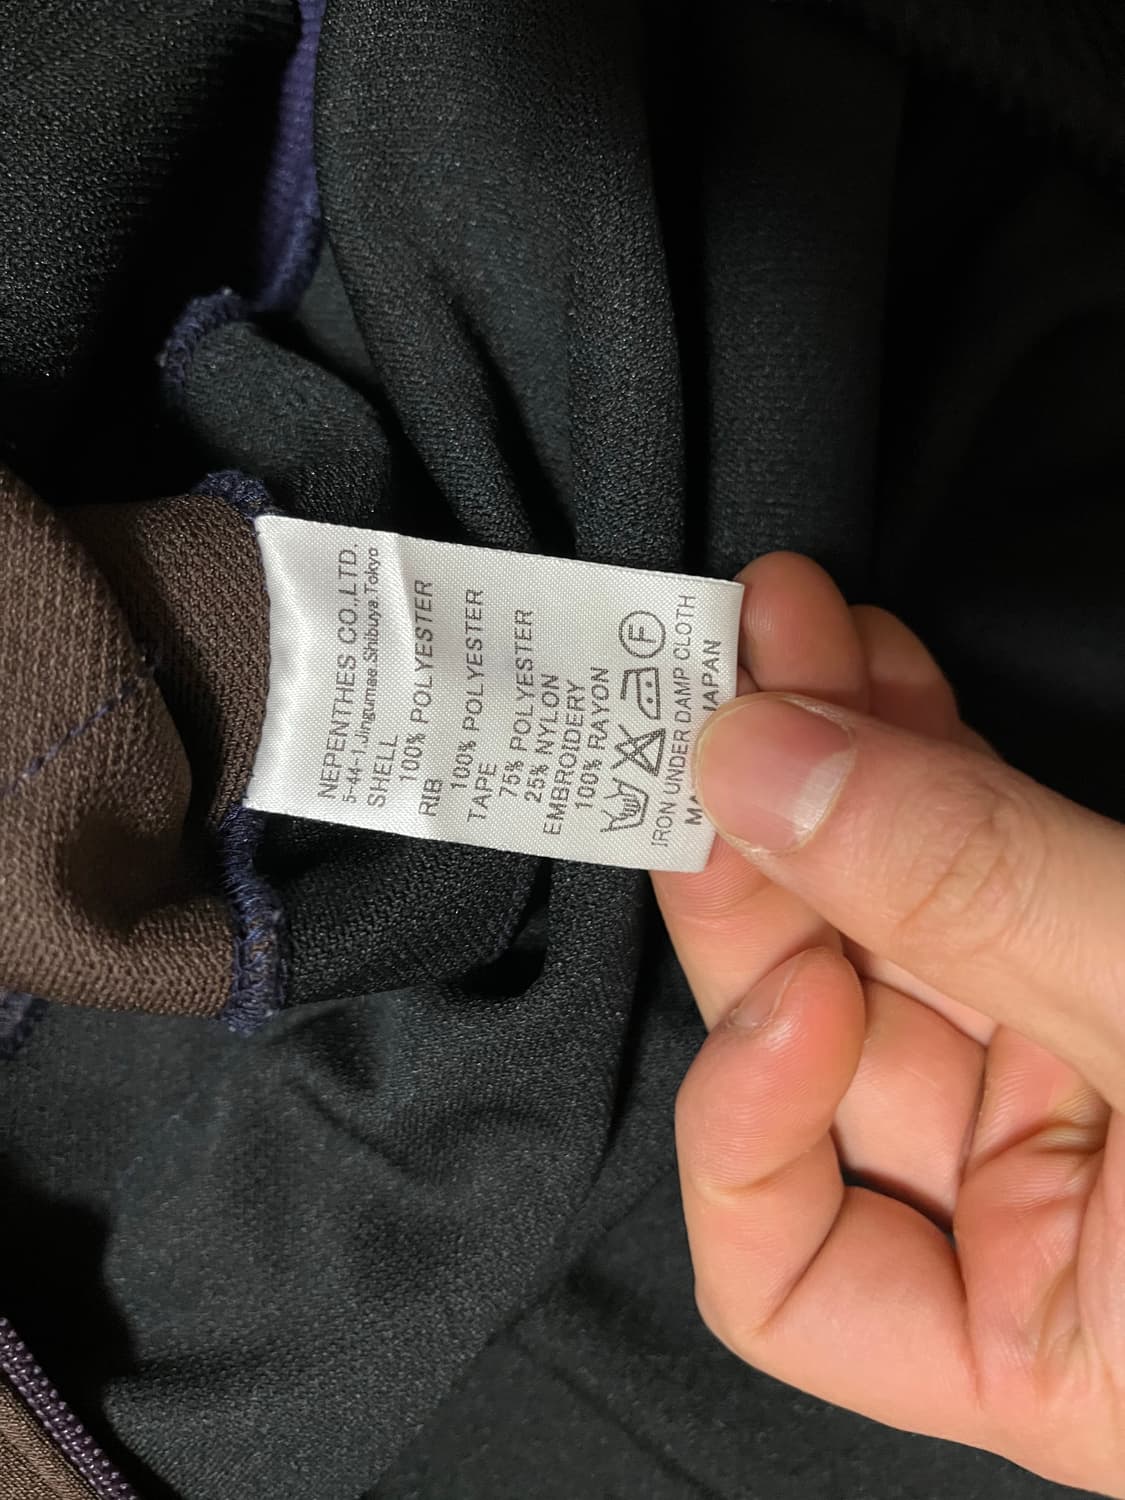 NEPENTHES CO.,LTD.
5-44-1.Jingumae.Shibuya.Tokyo
SHELL
100% POLYESTER
RIB
100% POLYESTER
TAPE
75% POLYESTER
25% NYLON
EMBROIDERY
100% RAYON
F
IRON UNDER DAMP CLOTH
JAPAN